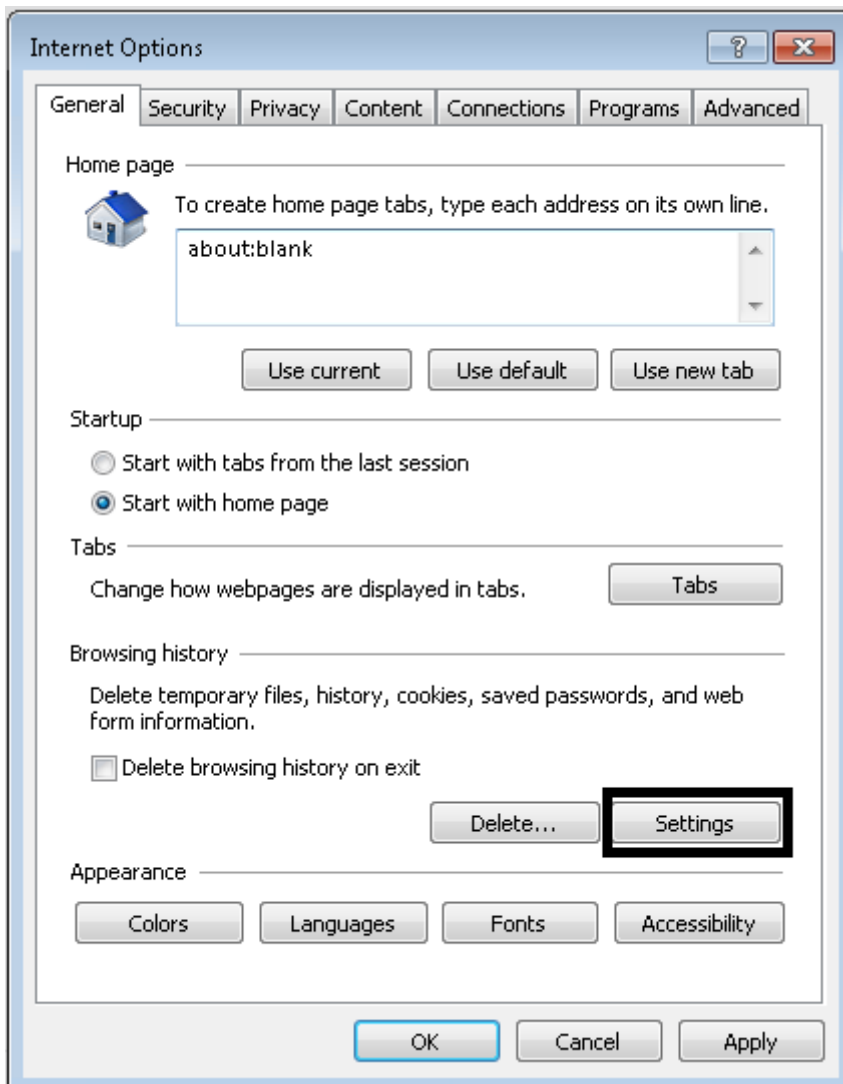 Internet Options
General Security Privacy Content Connections Programs Advanced
Home page
To create home page tabs, type each address on its own line.
about:blank
Use current Use default Use new tab
Startup
Start with tabs from the last session
Start with home page
Tabs
Change how webpages are displayed in tabs. Tabs
Browsing history
Delete temporary files, history, cookies, saved passwords, and web
form information.
Delete browsing history on exit
Delete... Settings
Appearance
Colors Languages Fonts Accessibility
OK Cancel Apply